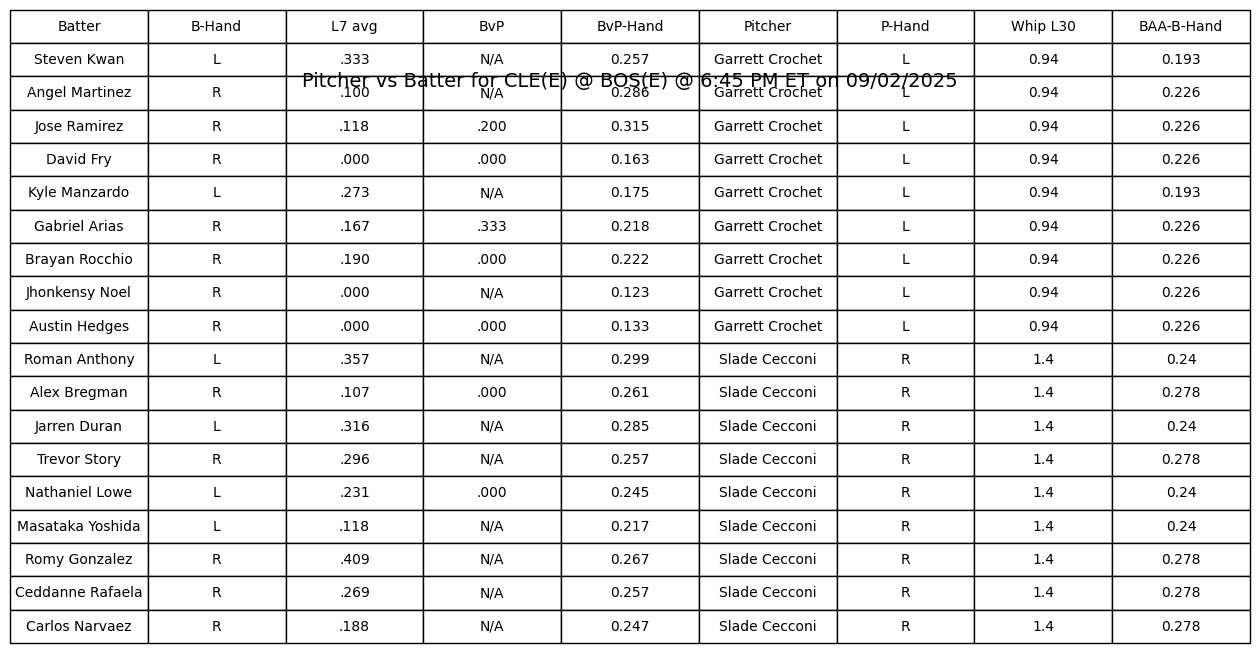 Batter B-Hand L7 avg BvP BvP-Hand Pitcher P-Hand Whip L30 BAA-B-Hand
Steven Kwan L .333 N/A 0.257 Garrett Crochet L 0.94 0.193
Pitcher vs Batter for CLE(E) @ BOS(E) @ 6:45 PM ET on 09/02/2025
Angel Martinez R .100 N/A 0.286 Garrett Crochet L 0.94 0.226
Jose Ramirez R .118 .200 0.315 Garrett Crochet L 0.94 0.226
David Fry R .000 .000 0.163 Garrett Crochet L 0.94 0.226
Kyle Manzardo L .273 N/A 0.175 Garrett Crochet L 0.94 0.193
Gabriel Arias R .167 .333 0.218 Garrett Crochet L 0.94 0.226
Brayan Rocchio R .190 .000 0.222 Garrett Crochet L 0.94 0.226
Jhonkensy Noel R .000 N/A 0.123 Garrett Crochet L 0.94 0.226
Austin Hedges R .000 .000 0.133 Garrett Crochet L 0.94 0.226
Roman Anthony L .357 N/A 0.299 Slade Cecconi R 1.4 0.24
Alex Bregman R .107 .000 0.261 Slade Cecconi R 1.4 0.278
Jarren Duran L .316 N/A 0.285 Slade Cecconi R 1.4 0.24
Trevor Story R .296 N/A 0.257 Slade Cecconi R 1.4 0.278
Nathaniel Lowe L .231 .000 0.245 Slade Cecconi R 1.4 0.24
Masataka Yoshida L .118 N/A 0.217 Slade Cecconi R 1.4 0.24
Romy Gonzalez R .409 N/A 0.267 Slade Cecconi R 1.4 0.278
Ceddanne Rafaela R .269 N/A 0.257 Slade Cecconi R 1.4 0.278
Carlos Narvaez R .188 N/A 0.247 Slade Cecconi R 1.4 0.278